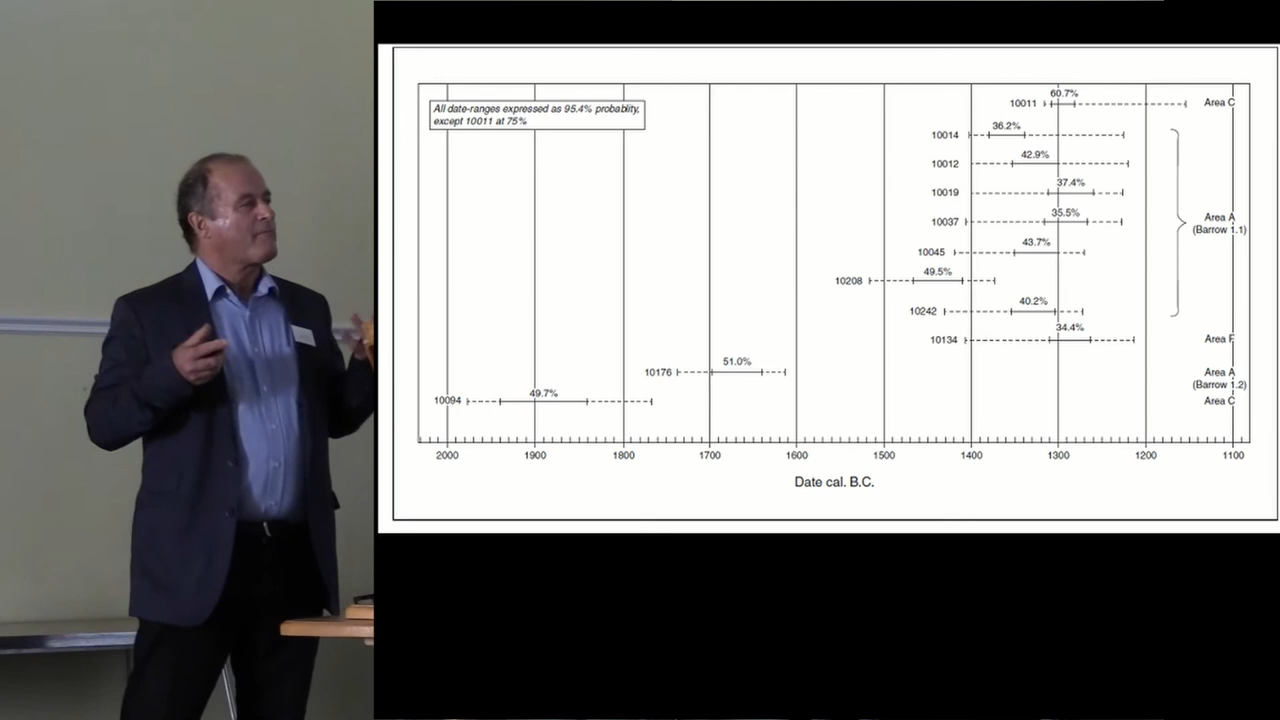 All date-ranges expressed as 95.4% probablity,
except 10011 at 75%
60.7%
10011
Area C
36.2%
10014
42.9%
10012
37.4%
10019
35.5%
10037
Area A
(Barrow 1.1)
43.7%
10045
49.5%
10208
40.2%
10242
34.4%
10134
Area F
51.0%
10176
Area A
(Barrow 1.2)
49.7%
10094
Area C
2000 1900 1800 1700 1600 1500 1400 1300 1200 1100
Date cal. B.C.